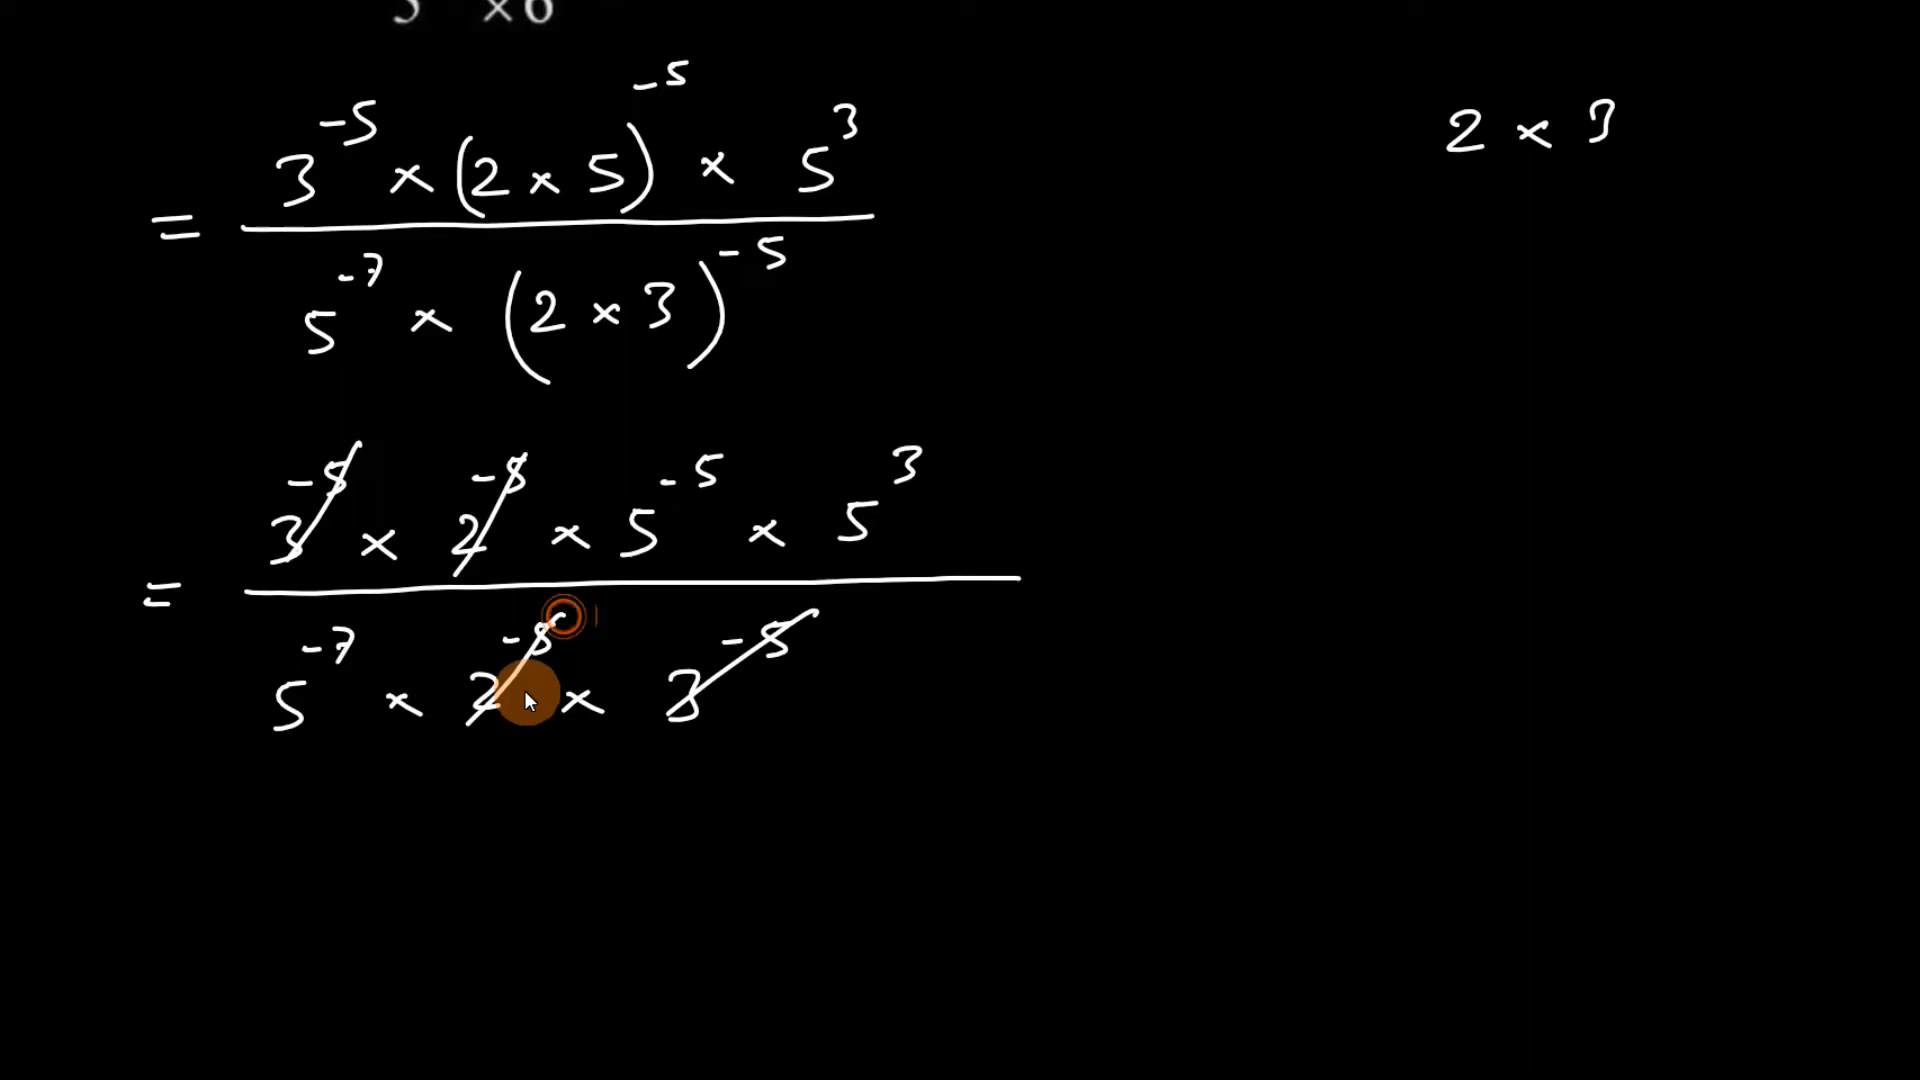 ×6
2 × 3
3^-5 × (2 × 5)^-5 × 5^3
=
5^-7 × (2 × 3)^-5
3^-5 × 2^-5 × 5^-5 × 5^3
=
5^-7 × 2^-5 × 3^-5